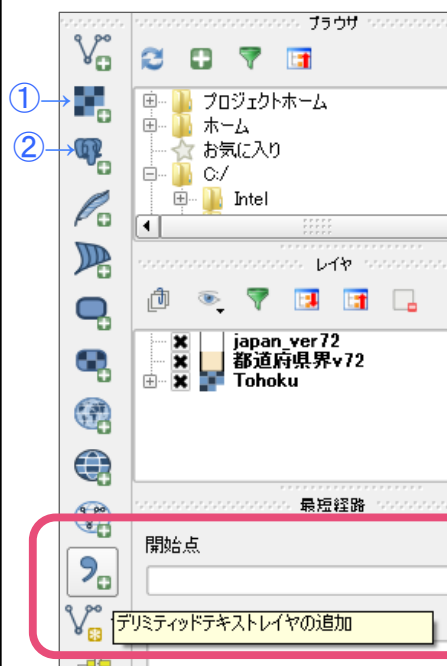 ブラウザ
①
プロジェクトホーム
ホーム
②
お気に入り
C:/
Intel
レイヤ
japan_ver72
都道府県界v72
Tohoku
最短経路
開始点
デリミティッドテキストレイヤの追加